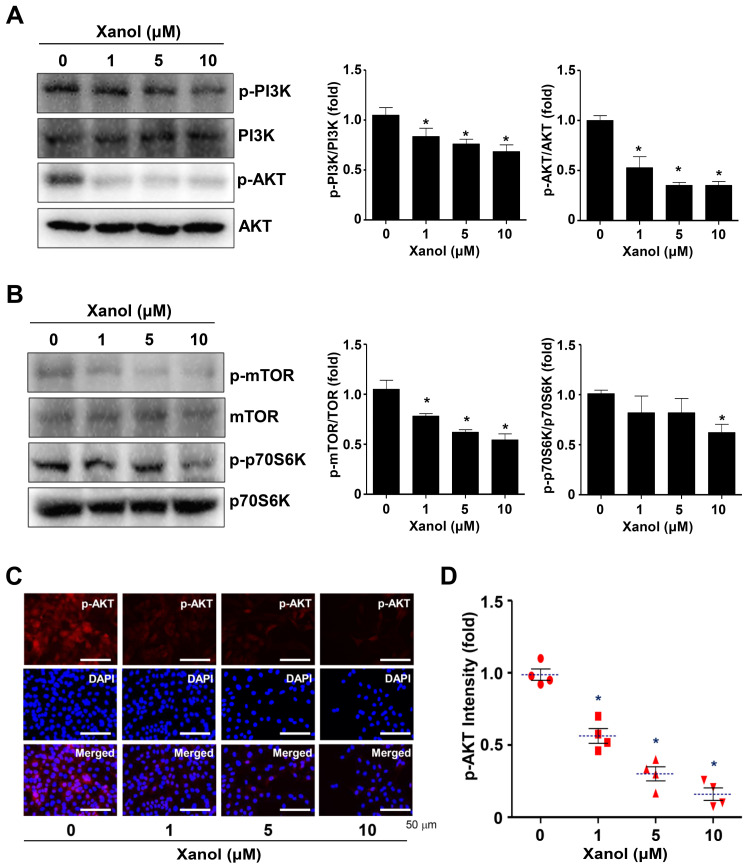 A
Xanol (μM)
0 1 5 10
p-PI3K
PI3K
p-AKT
AKT
p-PI3K/PI3K (fold)
1.5
1.0
0.5
0
* * *
0 1 5 10
Xanol (μM)
p-AKT/AKT (fold)
1.5
1.0
0.5
0
* * *
0 1 5 10
Xanol (μM)
B
Xanol (μM)
0 1 5 10
p-mTOR
mTOR
p-p70S6K
p70S6K
p-mTOR/TOR (fold)
1.5
1.0
0.5
0
* * *
0 1 5 10
Xanol (μM)
p-p70S6K/p70S6K (fold)
1.5
1.0
0.5
0
*
0 1 5 10
Xanol (μM)
C
p-AKT p-AKT p-AKT p-AKT
DAPI DAPI DAPI DAPI
Merged Merged Merged Merged
50 μm
0 1 5 10
Xanol (μM)
D
p-AKT Intensity (fold)
1.5
1.0
0.5
0.0
* * *
0 1 5 10
Xanol (μM)